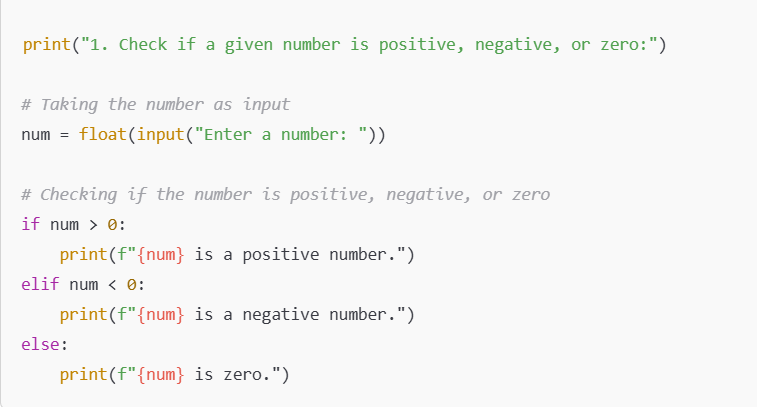 print("1. Check if a given number is positive, negative, or zero:")
# Taking the number as input
num = float(input("Enter a number: "))
# Checking if the number is positive, negative, or zero
if num > 0:
    print(f"{num} is a positive number.")
elif num < 0:
    print(f"{num} is a negative number.")
else:
    print(f"{num} is zero.")